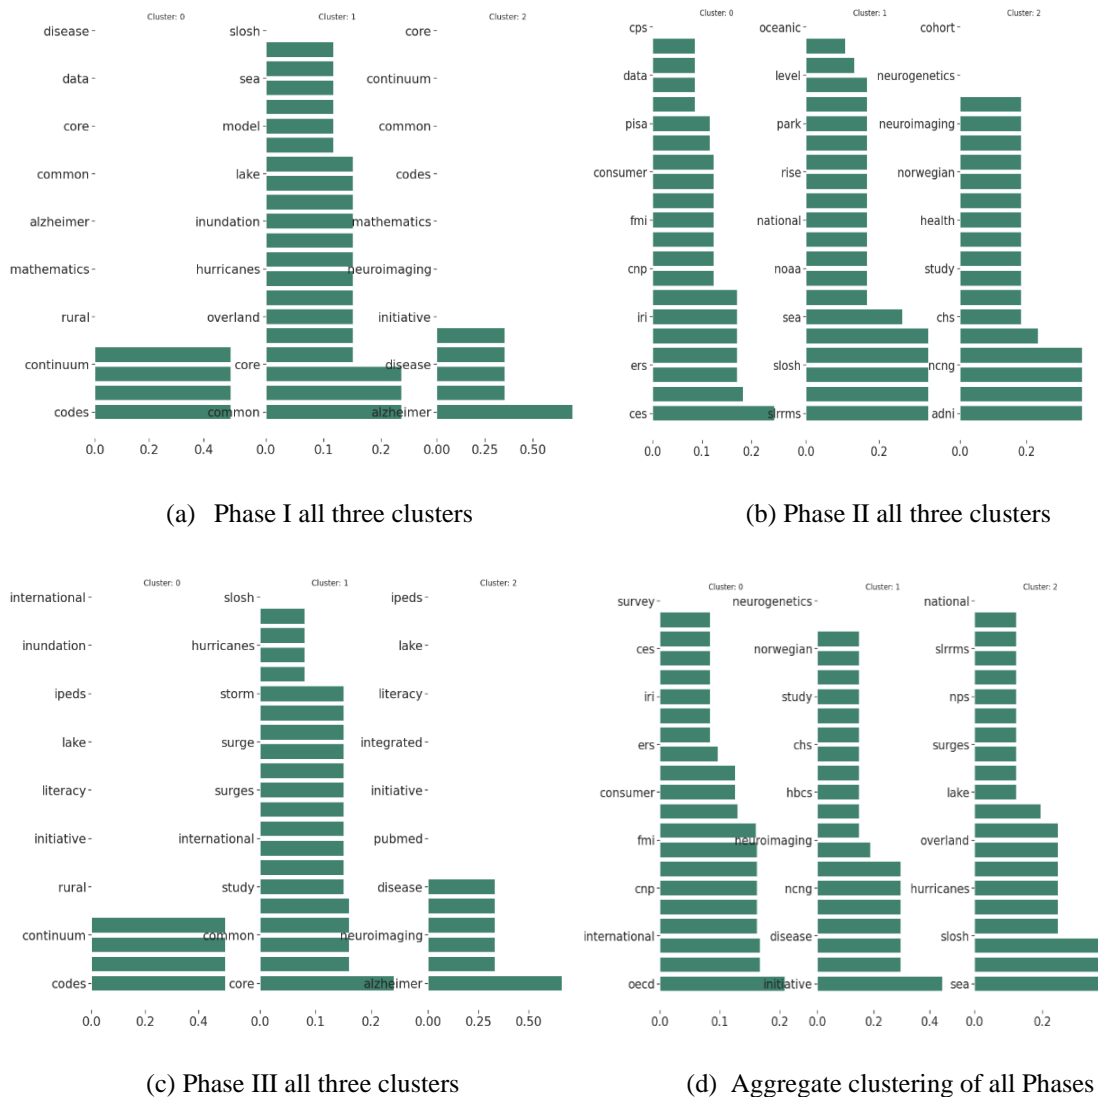 Cluster: 0
disease
data
core
common
alzheimer
mathematics
rural
continuum
codes
0.0 0.2 0.4
Cluster: 1
slosh
sea
model
lake
inundation
hurricanes
overland
core
common
0.0 0.1 0.2
Cluster: 2
core
continuum
common
codes
mathematics
neuroimaging
initiative
disease
alzheimer
0.00 0.25 0.50
(a) Phase I all three clusters
Cluster: 0
cps
data
pisa
consumer
fmi
cnp
iri
ers
ces
0.0 0.1 0.2
Cluster: 1
oceanic
level
park
rise
national
noaa
sea
slosh
slrrms
0.0 0.2
Cluster: 2
cohort
neurogenetics
neuroimaging
norwegian
health
study
chs
ncng
adni
0.0 0.2
(b) Phase II all three clusters
Cluster: 0
international
inundation
ipeds
lake
literacy
initiative
rural
continuum
codes
0.0 0.2 0.4
Cluster: 1
slosh
hurricanes
storm
surge
surges
international
study
common
core
0.0 0.1 0.2
Cluster: 2
ipeds
lake
literacy
integrated
initiative
pubmed
disease
neuroimaging
alzheimer
0.00 0.25 0.50
(c) Phase III all three clusters
Cluster: 0
survey
ces
iri
ers
consumer
fmi
cnp
international
oecd
0.0 0.1 0.2
Cluster: 1
neurogenetics
norwegian
study
chs
hbcs
neuroimaging
ncng
disease
initiative
0.0 0.2 0.4
Cluster: 2
national
slrrms
nps
surges
lake
overland
hurricanes
slosh
sea
0.0 0.2
(d) Aggregate clustering of all Phases